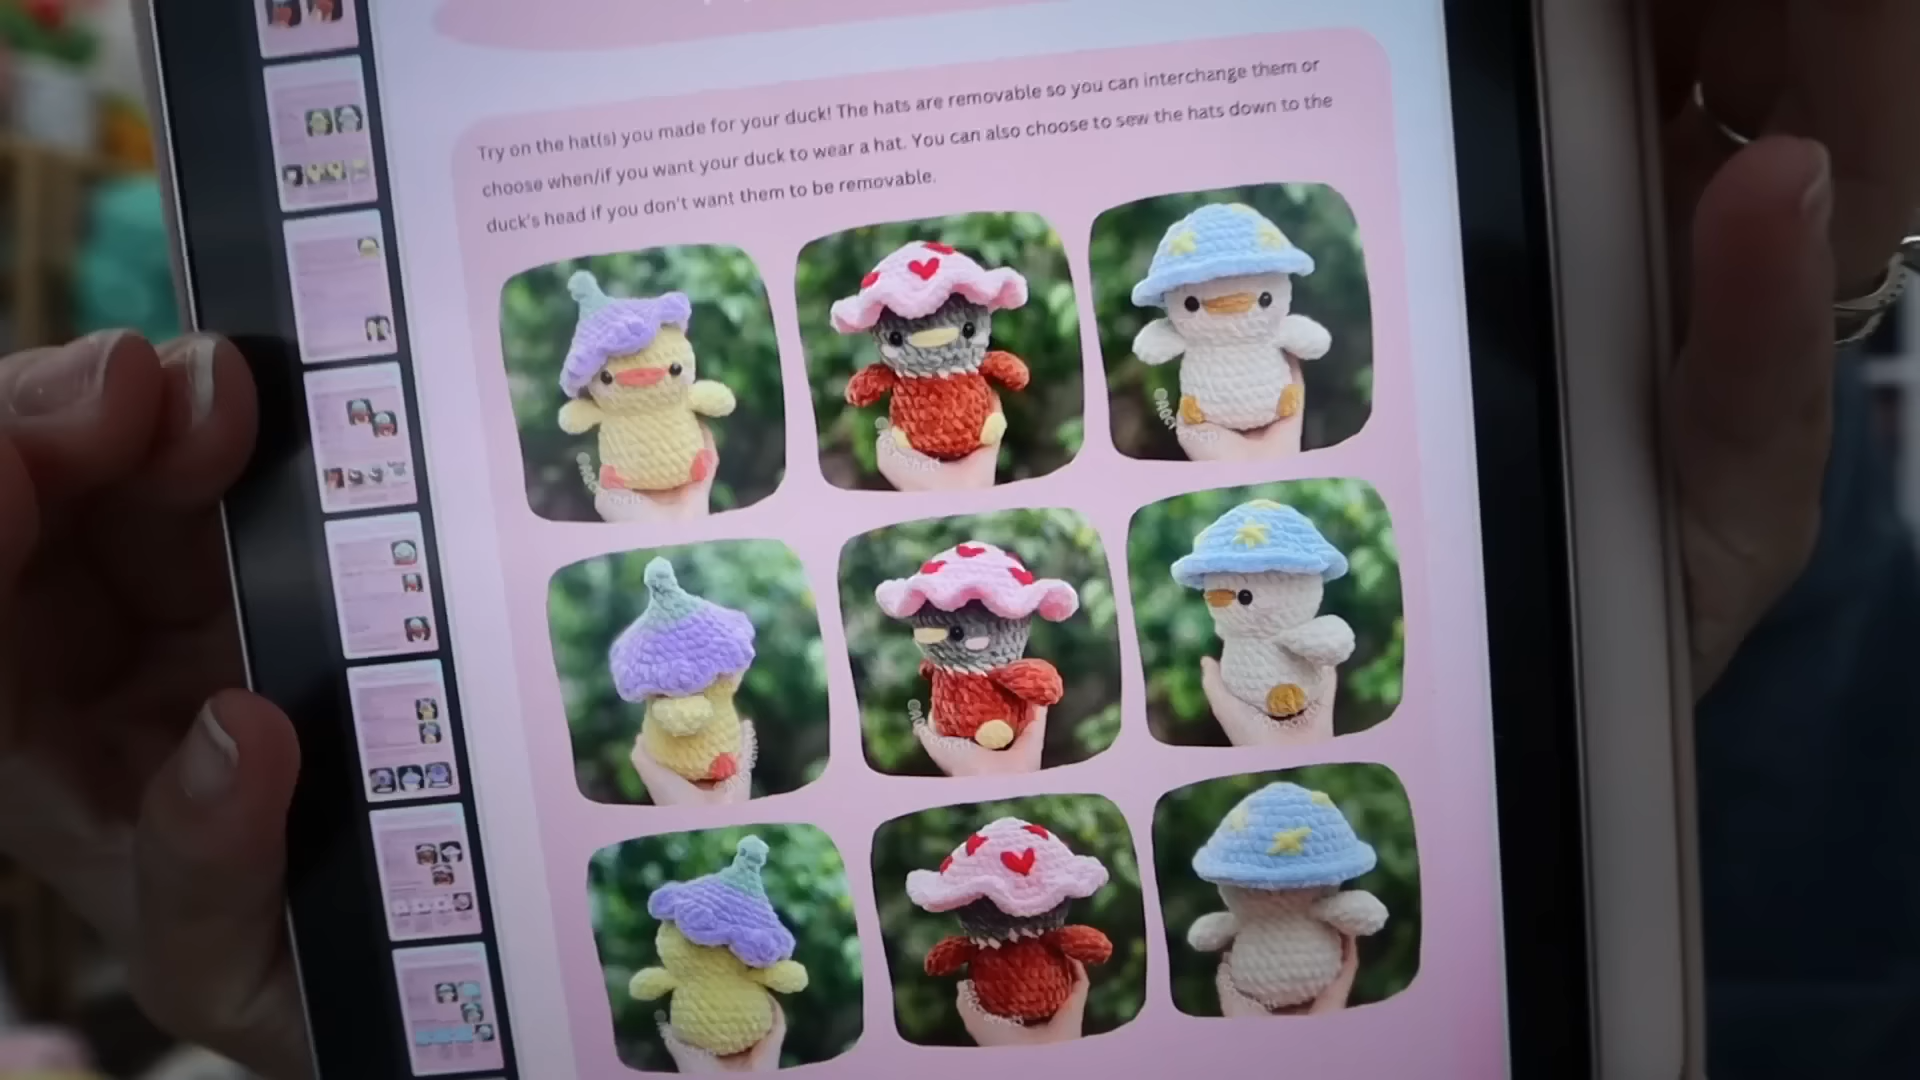 Try on the hat(s) you made for your duck! The hats are removable so you can interchange them or
choose when/if you want your duck to wear a hat. You can also choose to sew the hats down to the
duck's head if you don't want them to be removable.